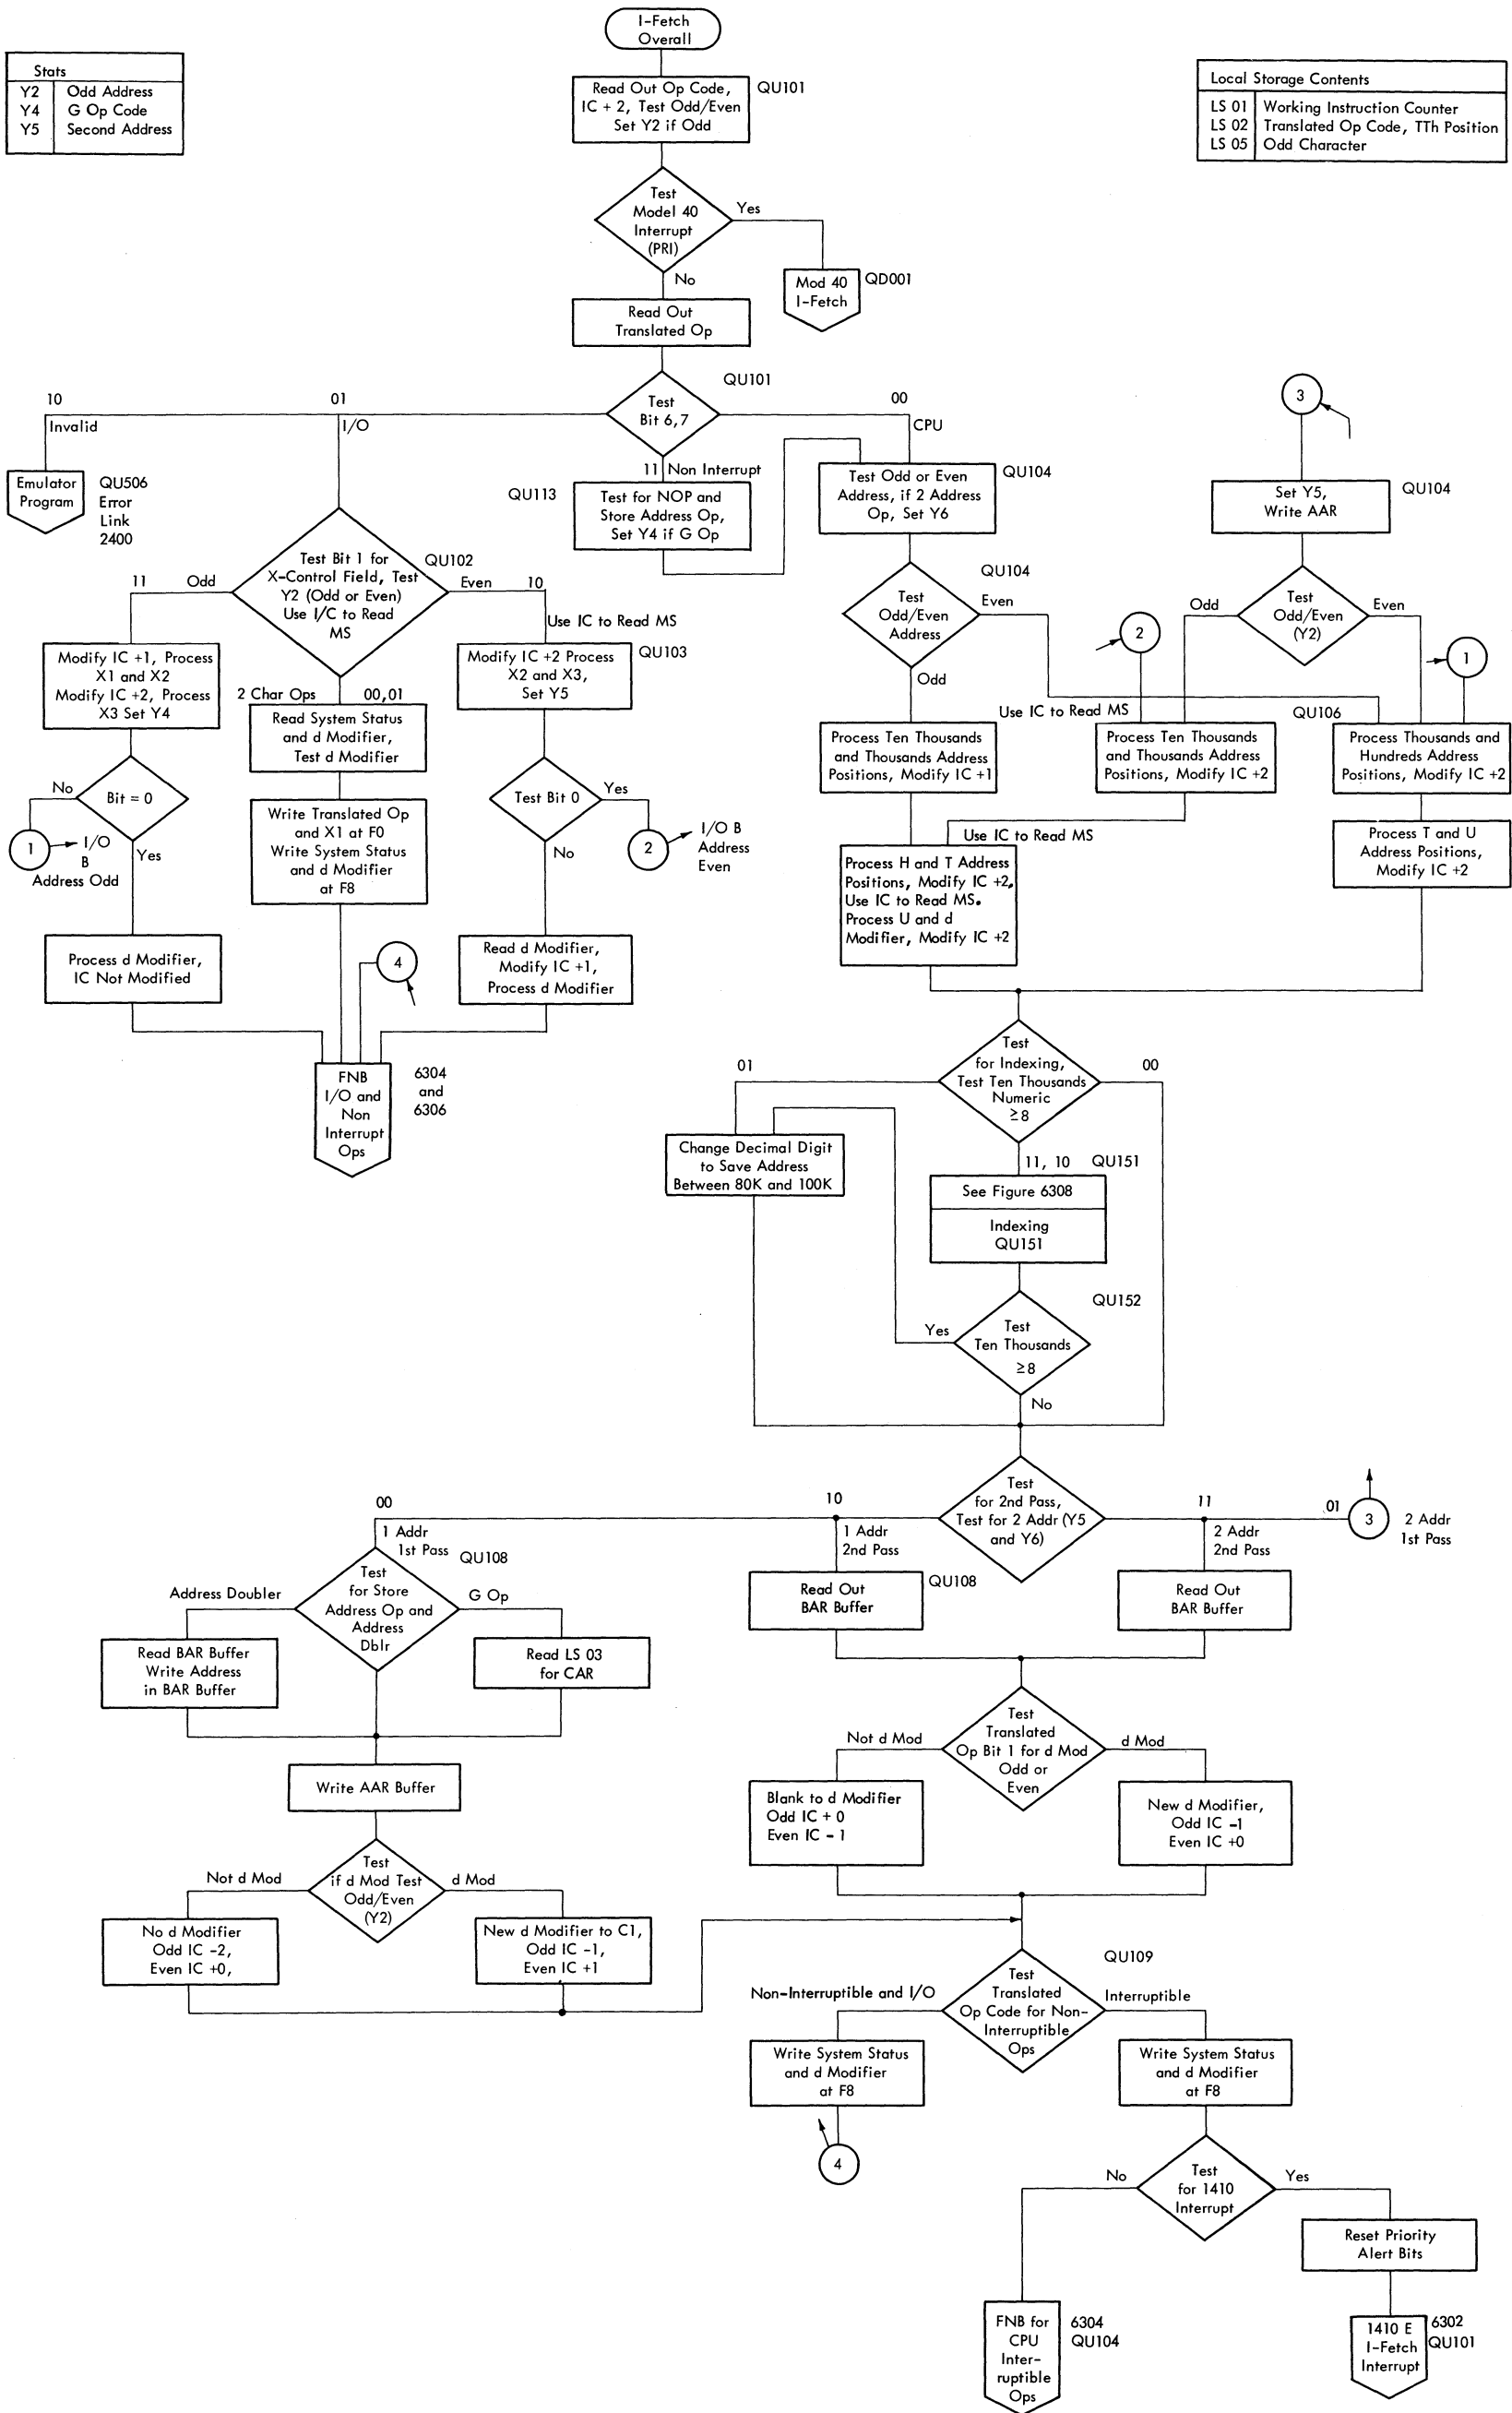 I-Fetch
Overall
Stats
Y2 Odd Address
Y4 G Op Code
Y5 Second Address
Local Storage Contents
LS 01 Working Instruction Counter
LS 02 Translated Op Code, TTh Position
LS 05 Odd Character
Read Out Op Code,
IC + 2, Test Odd/Even
Set Y2 if Odd
QU101
Test
Model 40
Interrupt
(PRI)
Yes
No
Mod 40
I-Fetch
QD001
Read Out
Translated Op
QU101
Test
Bit 6,7
10
Invalid
01
I/O
00
CPU
11 Non Interrupt
Emulator
Program
QU506
Error
Link
2400
QU113
Test for NOP and
Store Address Op,
Set Y4 if G Op
Test Odd or Even
Address, if 2 Address
Op, Set Y6
QU104
3
Set Y5,
Write AAR
QU104
Test Bit 1 for
X-Control Field, Test
Y2 (Odd or Even)
Use I/C to Read
MS
QU102
11 Odd
Even 10
Use IC to Read MS
Modify IC +1, Process
X1 and X2
Modify IC +2, Process
X3 Set Y4
2 Char Ops 00,01
Read System Status
and d Modifier,
Test d Modifier
Modify IC +2 Process
X2 and X3,
Set Y5
QU103
Test
Odd/Even
Address
QU104
Even
Odd
2
Test
Odd/Even
(Y2)
Odd
Even
1
Use IC to Read MS
QU106
Process Ten Thousands
and Thousands Address
Positions, Modify IC +1
Process Ten Thousands
and Thousands Address
Positions, Modify IC +2
Process Thousands and
Hundreds Address
Positions, Modify IC +2
Bit = 0
No
Yes
1
I/O
B
Address Odd
Write Translated Op
and X1 at F0
Write System Status
and d Modifier
at F8
Test Bit 0
Yes
No
2
I/O B
Address
Even
Use IC to Read MS
Process H and T Address
Positions, Modify IC +2,
Use IC to Read MS.
Process U and d
Modifier, Modify IC +2
Process T and U
Address Positions,
Modify IC +2
Process d Modifier,
IC Not Modified
4
Read d Modifier,
Modify IC +1,
Process d Modifier
FNB
I/O and
Non
Interrupt
Ops
6304
and
6306
Test
for Indexing,
Test Ten Thousands
Numeric
≥8
01
00
11, 10 QU151
Change Decimal Digit
to Save Address
Between 80K and 100K
See Figure 6308
Indexing
QU151
QU152
Test
Ten Thousands
≥8
Yes
No
Test
for 2nd Pass,
Test for 2 Addr (Y5
and Y6)
00
1 Addr
1st Pass
10
1 Addr
2nd Pass
11
2 Addr
2nd Pass
01
3
2 Addr
1st Pass
QU108
Test
for Store
Address Op and
Address
Dblr
Address Doubler
G Op
Read Out
BAR Buffer
QU108
Read Out
BAR Buffer
Read BAR Buffer
Write Address
in BAR Buffer
Read LS 03
for CAR
Test
Translated
Op Bit 1 for d Mod
Odd or
Even
Not d Mod
d Mod
Write AAR Buffer
Blank to d Modifier
Odd IC + 0
Even IC - 1
New d Modifier,
Odd IC -1
Even IC +0
Test
if d Mod Test
Odd/Even
(Y2)
Not d Mod
d Mod
No d Modifier
Odd IC -2,
Even IC +0,
New d Modifier to C1,
Odd IC -1,
Even IC +1
QU109
Test
Translated
Op Code for Non-
Interruptible
Ops
Non-Interruptible and I/O
Interruptible
Write System Status
and d Modifier
at F8
Write System Status
and d Modifier
at F8
4
Test
for 1410
Interrupt
No
Yes
Reset Priority
Alert Bits
FNB for
CPU
Inter-
ruptible
Ops
6304
QU104
1410 E
I-Fetch
Interrupt
6302
QU101